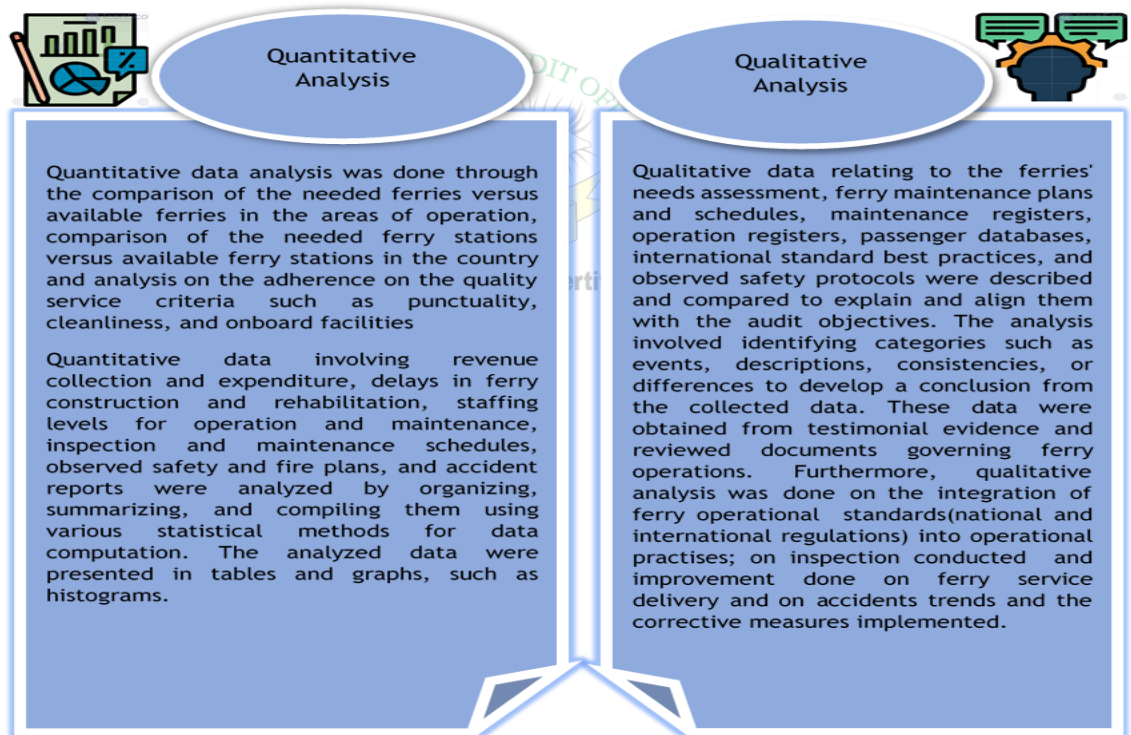 Quantitative
Analysis
Quantitative data analysis was done through
the comparison of the needed ferries versus
available ferries in the areas of operation,
comparison of the needed ferry stations
versus available ferry stations in the country
and analysis on the adherence on the quality
service criteria such as punctuality,
cleanliness, and onboard facilities
Quantitative data involving revenue
collection and expenditure, delays in ferry
construction and rehabilitation, staffing
levels for operation and maintenance,
inspection and maintenance schedules,
observed safety and fire plans, and accident
reports were analyzed by organizing,
summarizing, and compiling them using
various statistical methods for data
computation. The analyzed data were
presented in tables and graphs, such as
histograms.
Qualitative
Analysis
Qualitative data relating to the ferries'
needs assessment, ferry maintenance plans
and schedules, maintenance registers,
operation registers, passenger databases,
international standard best practices, and
observed safety protocols were described
and compared to explain and align them
with the audit objectives. The analysis
involved identifying categories such as
events, descriptions, consistencies, or
differences to develop a conclusion from
the collected data. These data were
obtained from testimonial evidence and
reviewed documents governing ferry
operations. Furthermore, qualitative
analysis was done on the integration of
ferry operational standards(national and
international regulations) into operational
practises; on inspection conducted and
improvement done on ferry service
delivery and on accidents trends and the
corrective measures implemented.